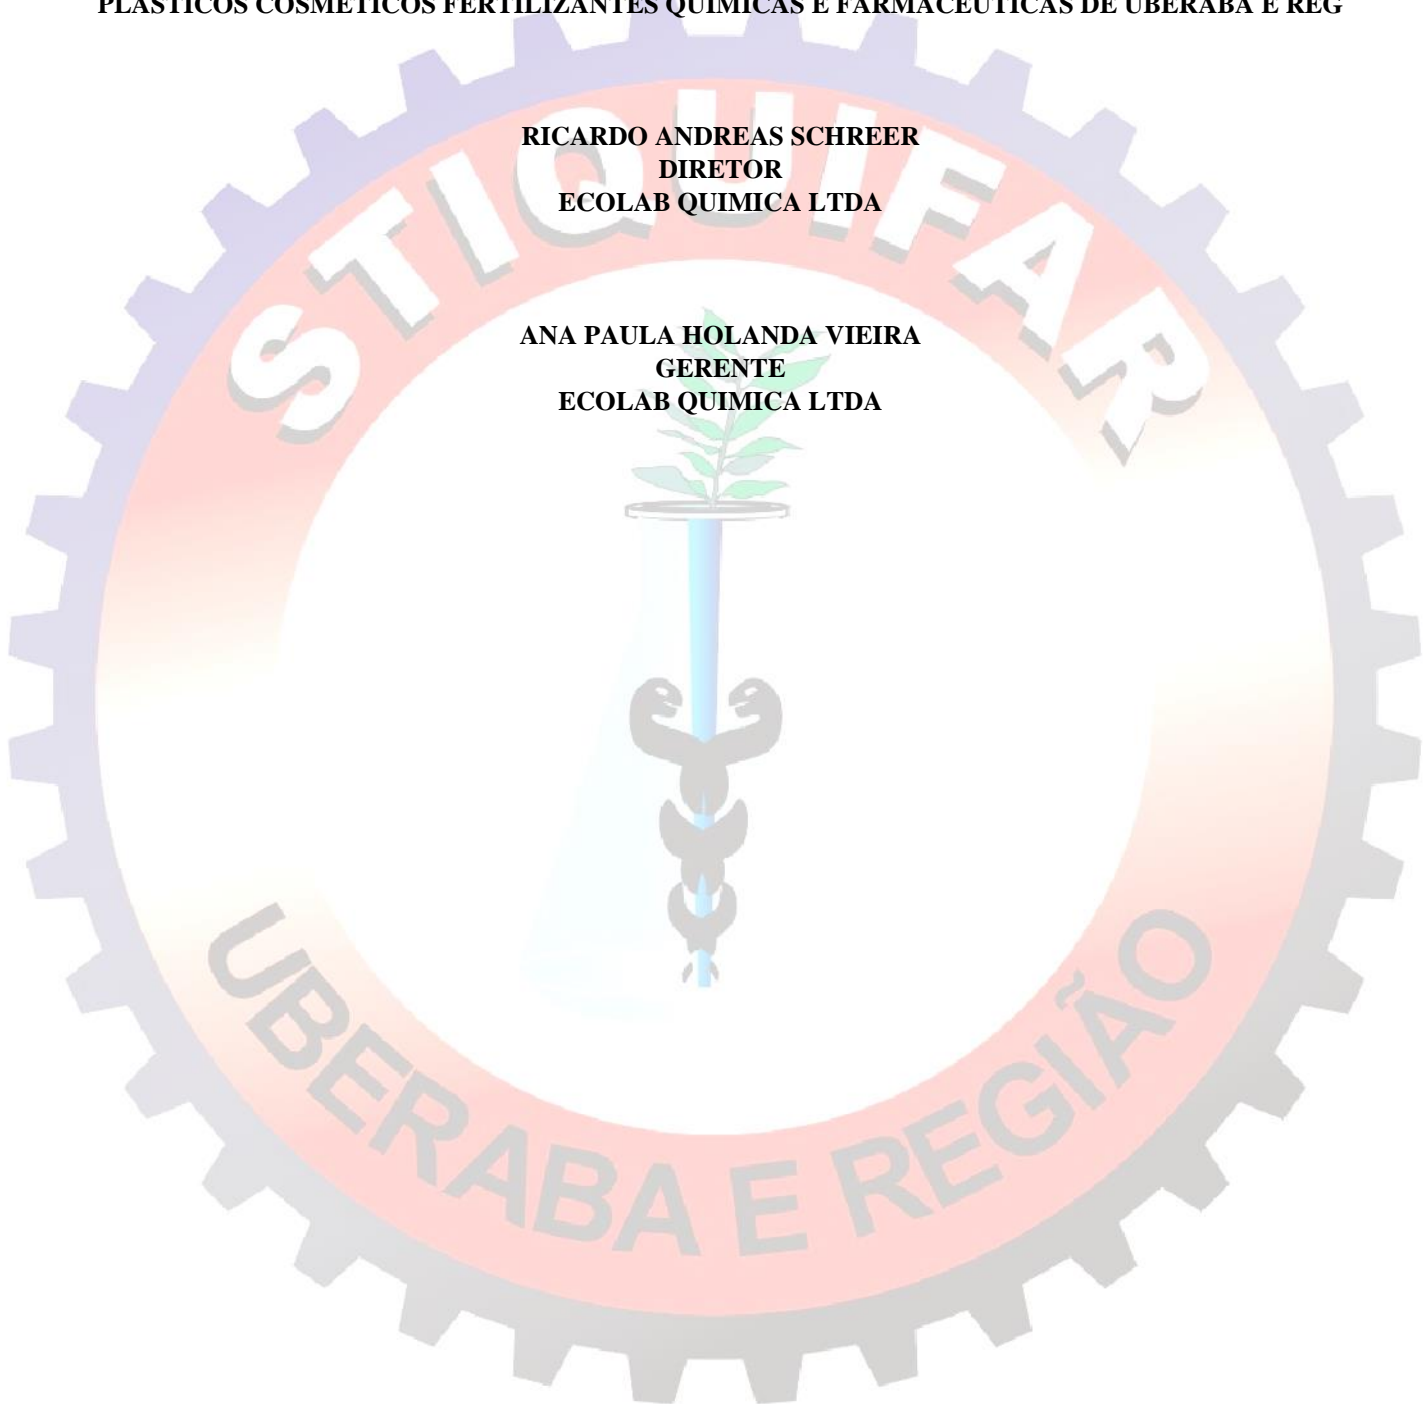 PLASTICOS COSMETICOS FERTILIZANTES QUIMICAS E FARMACEUTICAS DE UBERABA E REG
RICARDO ANDREAS SCHREER
DIRETOR
ECOLAB QUIMICA LTDA
ANA PAULA HOLANDA VIEIRA
GERENTE
ECOLAB QUIMICA LTDA
STIQUIFAR
UBERABA E REGIÃO